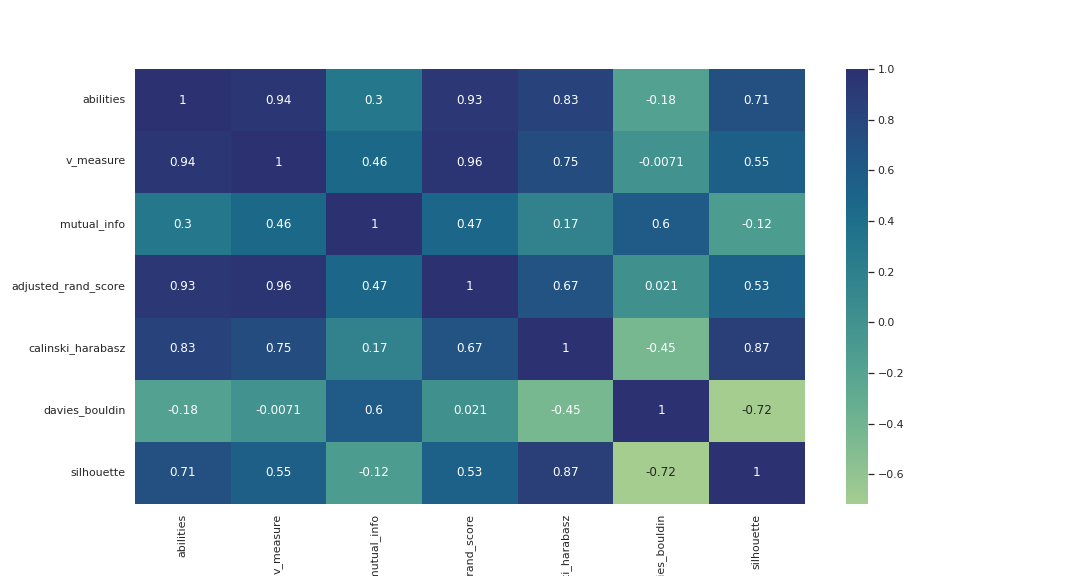 abilities 1 0.94 0.3 0.93 0.83 -0.18 0.71
v_measure 0.94 1 0.46 0.96 0.75 -0.0071 0.55
mutual_info 0.3 0.46 1 0.47 0.17 0.6 -0.12
adjusted_rand_score 0.93 0.96 0.47 1 0.67 0.021 0.53
calinski_harabasz 0.83 0.75 0.17 0.67 1 -0.45 0.87
davies_bouldin -0.18 -0.0071 0.6 0.021 -0.45 1 -0.72
silhouette 0.71 0.55 -0.12 0.53 0.87 -0.72 1
abilities
v_measure
mutual_info
rand_score
i_harabasz
ies_bouldin
silhouette
1.0
0.8
0.6
0.4
0.2
0.0
−0.2
−0.4
−0.6